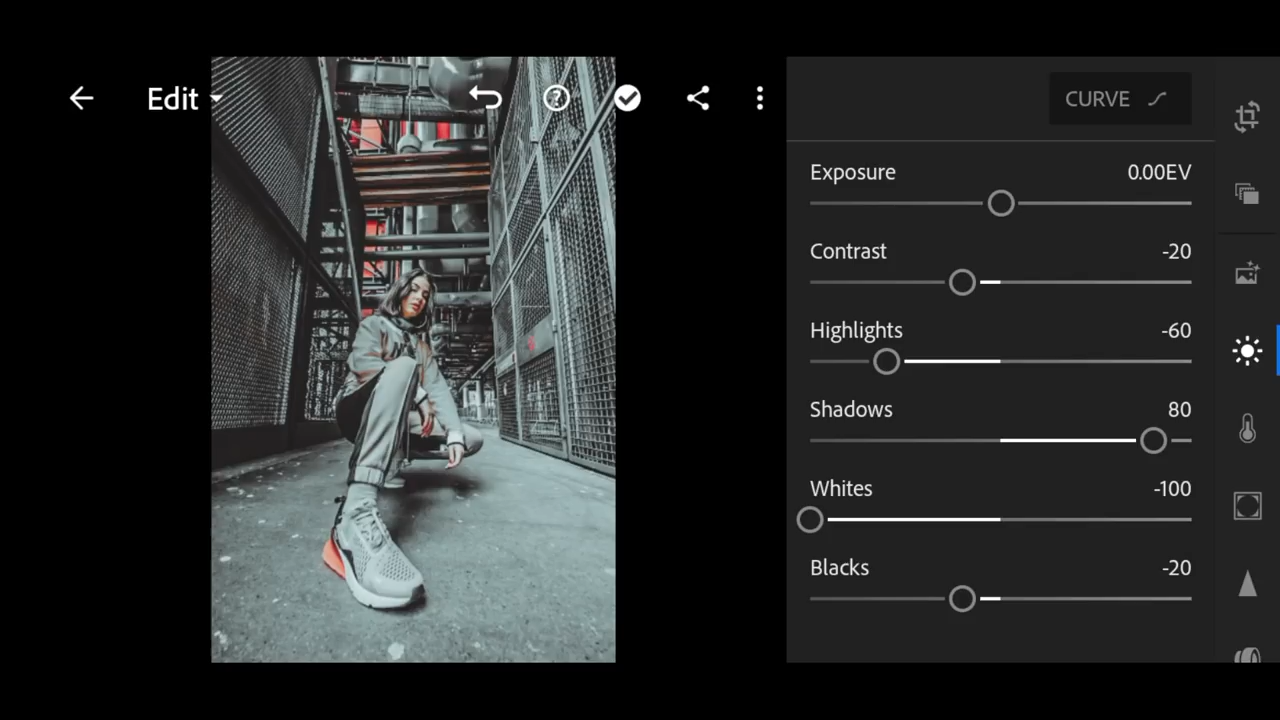 Edit
CURVE
Exposure 0.00EV
Contrast -20
Highlights -60
Shadows 80
Whites -100
Blacks -20